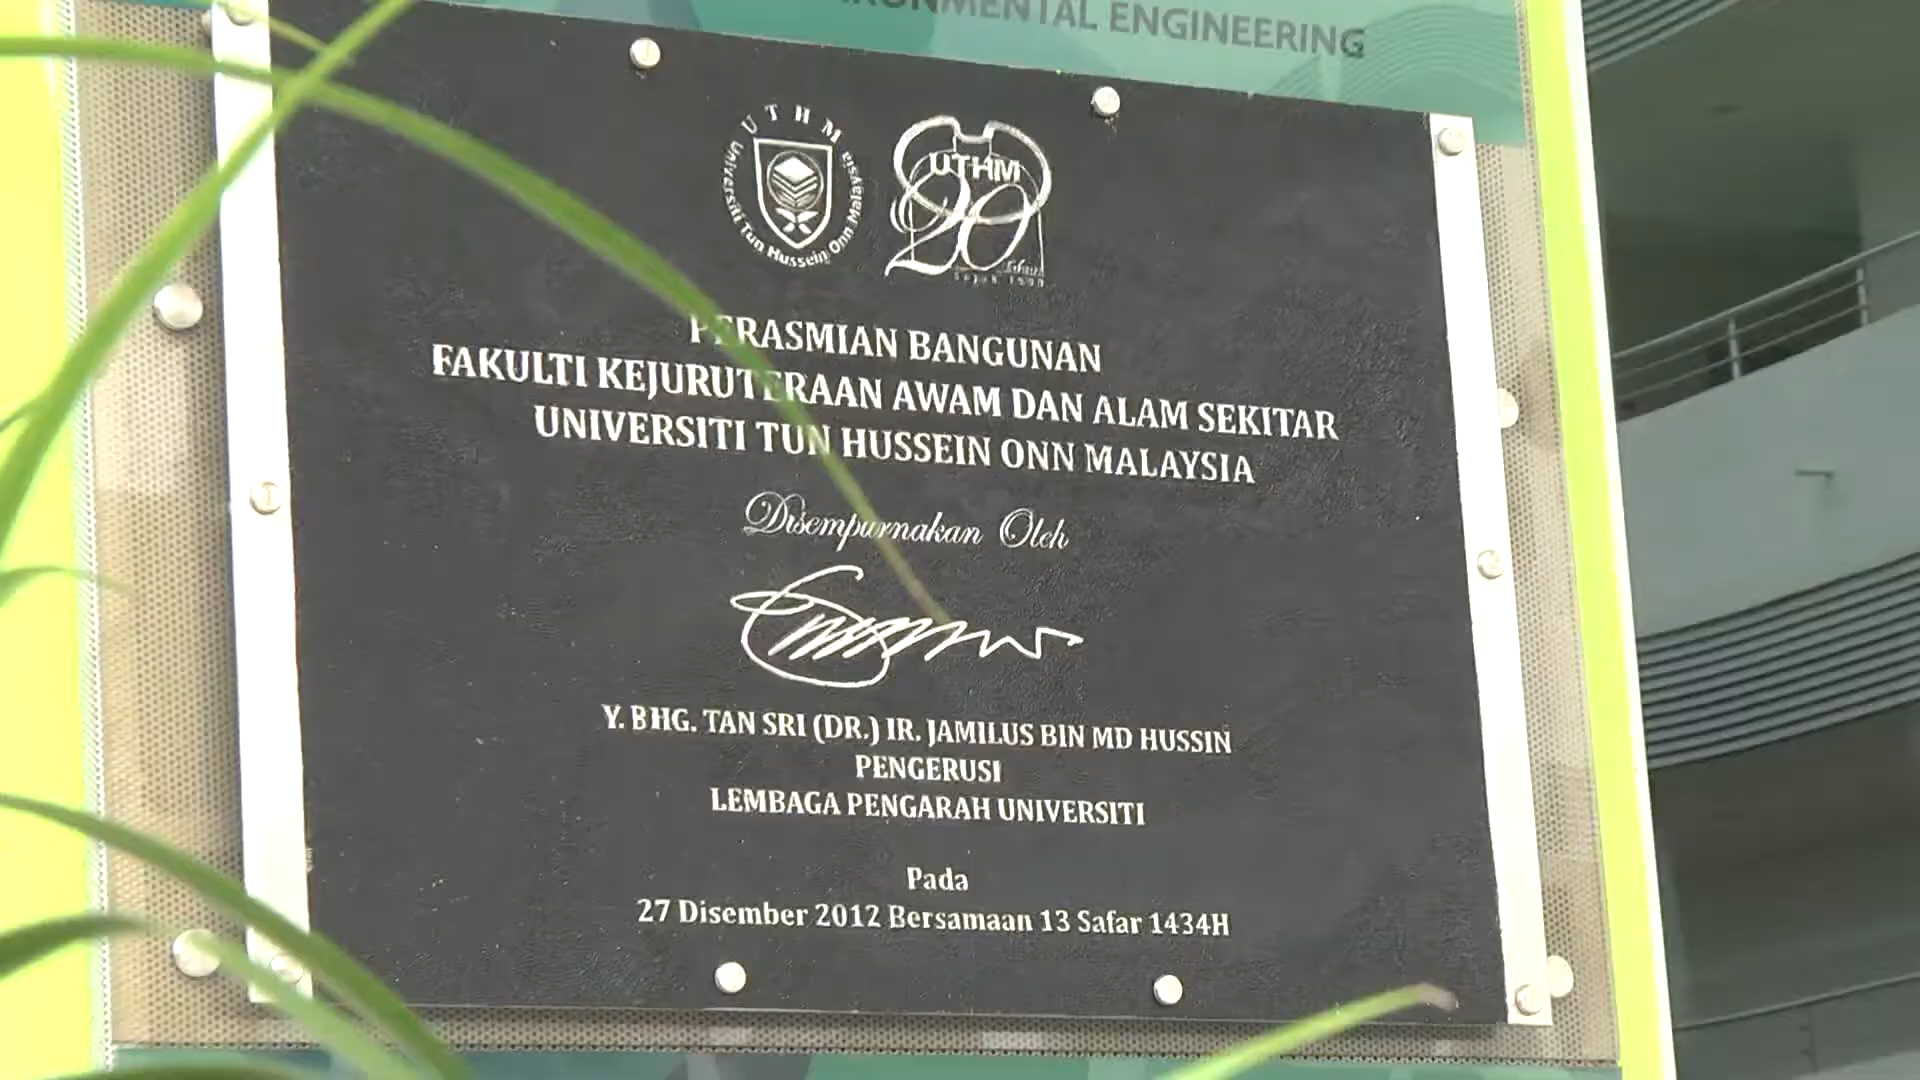 RONMENTAL ENGINEERING
UTHM
Universiti Tun Hussein Onn Malaysia
UTHM
20
PERASMIAN BANGUNAN
FAKULTI KEJURUTERAAN AWAM DAN ALAM SEKITAR
UNIVERSITI TUN HUSSEIN ONN MALAYSIA
Disempurnakan Oleh
Y. BHG. TAN SRI (DR.) IR. JAMILUS BIN MD HUSSIN
PENGERUSI
LEMBAGA PENGARAH UNIVERSITI
Pada
27 Disember 2012 Bersamaan 13 Safar 1434H